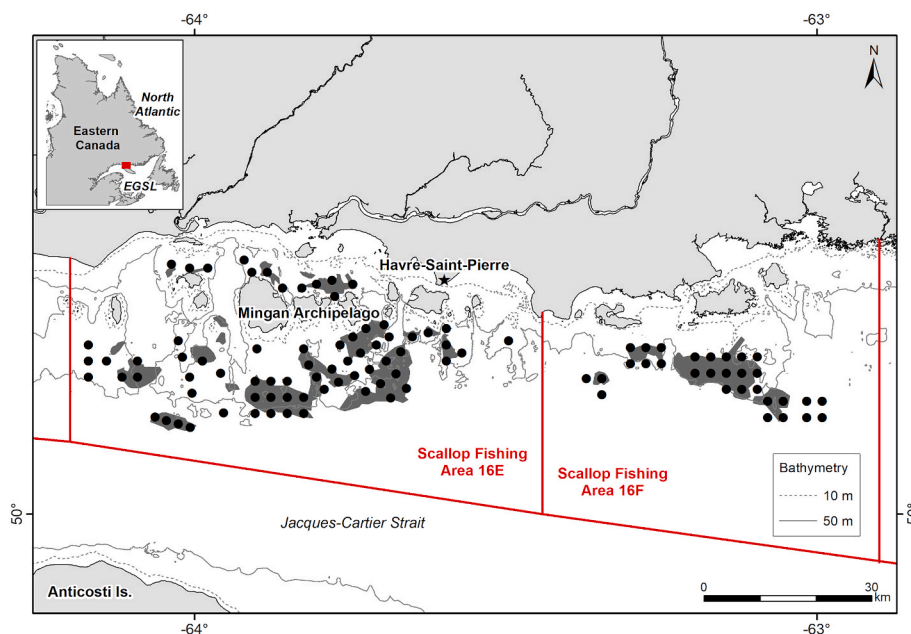 -64°
-63°
North
Atlantic
Eastern
Canada
EGSL
N
Havre-Saint-Pierre
Mingan Archipelago
Scallop Fishing
Area 16E
Scallop Fishing
Area 16F
Bathymetry
10 m
50 m
50°
50°
Jacques-Cartier Strait
Anticosti Is.
0
30
km
-64°
-63°